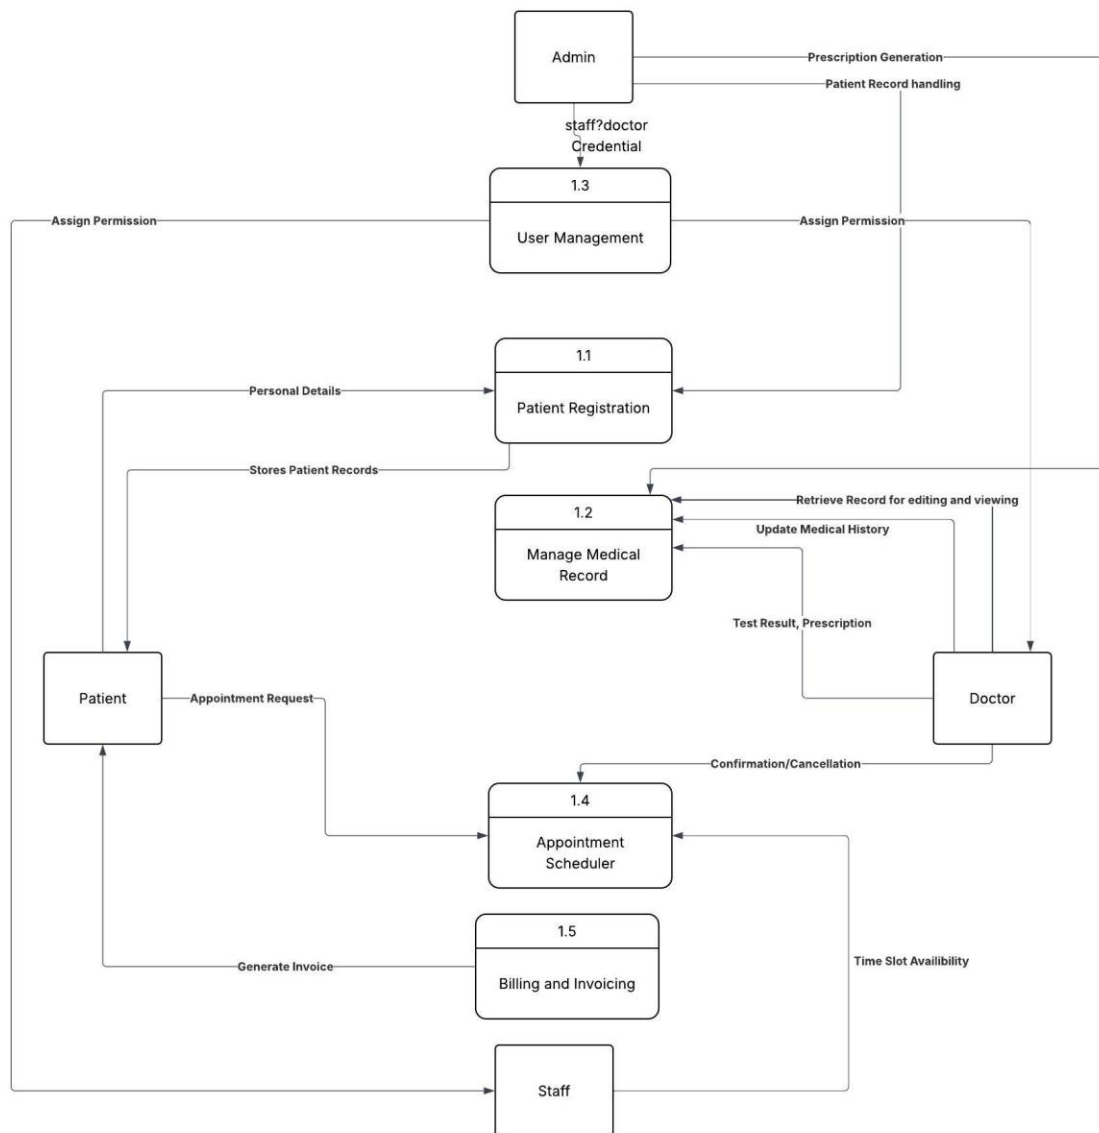 Admin
Prescription Generation
Patient Record handling
staff?doctor
Credential
1.3
Assign Permission
Assign Permission
User Management
1.1
Personal Details
Patient Registration
Stores Patient Records
Retrieve Record for editing and viewing
1.2
Update Medical History
Manage Medical
Record
Test Result, Prescription
Patient
Appointment Request
Doctor
Confirmation/Cancellation
1.4
Appointment
Scheduler
1.5
Time Slot Availibility
Generate Invoice
Billing and Invoicing
Staff